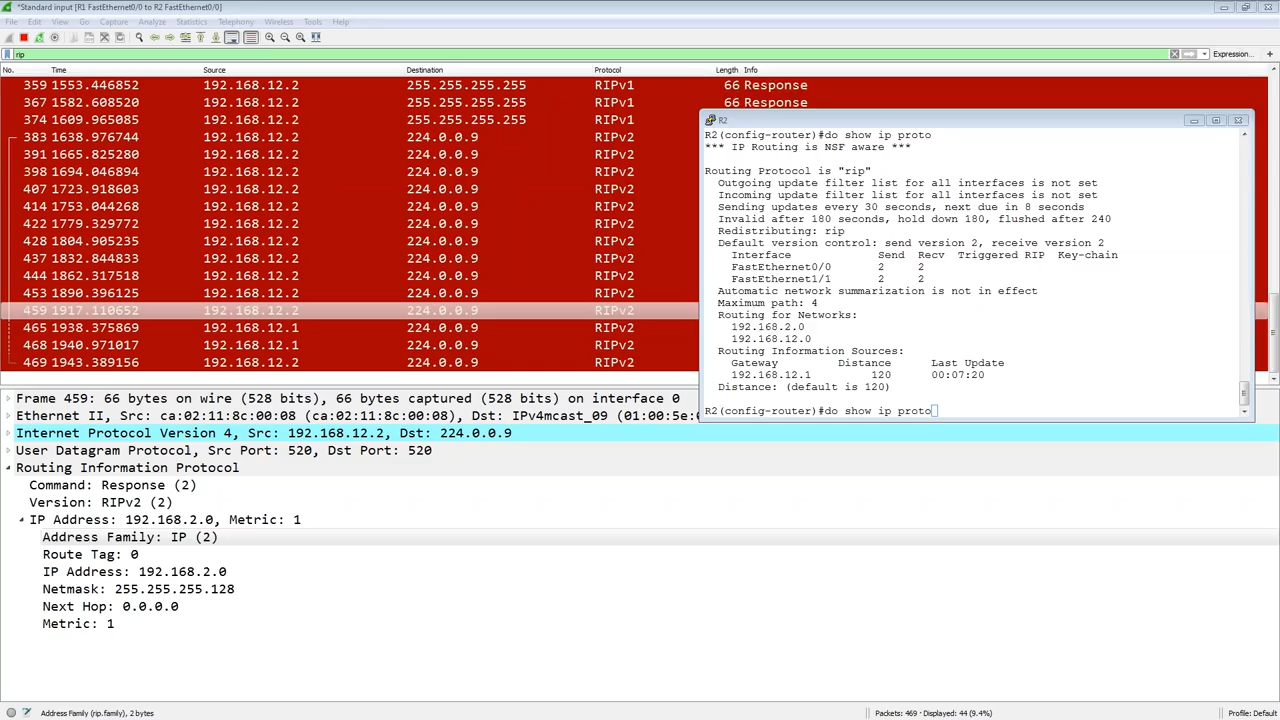 *Standard input [R1 FastEthernet0/0 to R2 FastEthernet0/0]
File Edit View Go Capture Analyze Statistics Telephony Wireless Tools Help
rip
Expression...
No. Time Source Destination Protocol Length Info
359 1553.446852 192.168.12.2 255.255.255.255 RIPv1 66 Response
367 1582.608520 192.168.12.2 255.255.255.255 RIPv1 66 Response
374 1609.965085 192.168.12.2 255.255.255.255 RIPv1
383 1638.976744 192.168.12.2 224.0.0.9 RIPv2
391 1665.825280 192.168.12.2 224.0.0.9 RIPv2
398 1694.046894 192.168.12.2 224.0.0.9 RIPv2
407 1723.918603 192.168.12.2 224.0.0.9 RIPv2
414 1753.044268 192.168.12.2 224.0.0.9 RIPv2
422 1779.329772 192.168.12.2 224.0.0.9 RIPv2
428 1804.905235 192.168.12.2 224.0.0.9 RIPv2
437 1832.844833 192.168.12.2 224.0.0.9 RIPv2
444 1862.317518 192.168.12.2 224.0.0.9 RIPv2
453 1890.396125 192.168.12.2 224.0.0.9 RIPv2
459 1917.110652 192.168.12.2 224.0.0.9 RIPv2
465 1938.375869 192.168.12.1 224.0.0.9 RIPv2
468 1940.971017 192.168.12.1 224.0.0.9 RIPv2
469 1943.389156 192.168.12.2 224.0.0.9 RIPv2
R2
R2(config-router)#do show ip proto
*** IP Routing is NSF aware ***
Routing Protocol is "rip"
Outgoing update filter list for all interfaces is not set
Incoming update filter list for all interfaces is not set
Sending updates every 30 seconds, next due in 8 seconds
Invalid after 180 seconds, hold down 180, flushed after 240
Redistributing: rip
Default version control: send version 2, receive version 2
Interface Send Recv Triggered RIP Key-chain
FastEthernet0/0 2 2
FastEthernet1/1 2 2
Automatic network summarization is not in effect
Maximum path: 4
Routing for Networks:
192.168.2.0
192.168.12.0
Routing Information Sources:
Gateway Distance Last Update
192.168.12.1 120 00:07:20
Distance: (default is 120)
R2(config-router)#do show ip proto
Frame 459: 66 bytes on wire (528 bits), 66 bytes captured (528 bits) on interface 0
Ethernet II, Src: ca:02:11:8c:00:08 (ca:02:11:8c:00:08), Dst: IPv4mcast_09 (01:00:5e:0
Internet Protocol Version 4, Src: 192.168.12.2, Dst: 224.0.0.9
User Datagram Protocol, Src Port: 520, Dst Port: 520
Routing Information Protocol
Command: Response (2)
Version: RIPv2 (2)
IP Address: 192.168.2.0, Metric: 1
Address Family: IP (2)
Route Tag: 0
IP Address: 192.168.2.0
Netmask: 255.255.255.128
Next Hop: 0.0.0.0
Metric: 1
Address Family (rip.family), 2 bytes
Packets: 469 · Displayed: 44 (9.4%)
Profile: Default